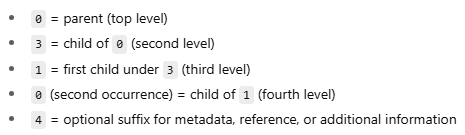 • 0 = parent (top level)
• 3 = child of 0 (second level)
• 1 = first child under 3 (third level)
• 0 (second occurrence) = child of 1 (fourth level)
• 4 = optional suffix for metadata, reference, or additional information